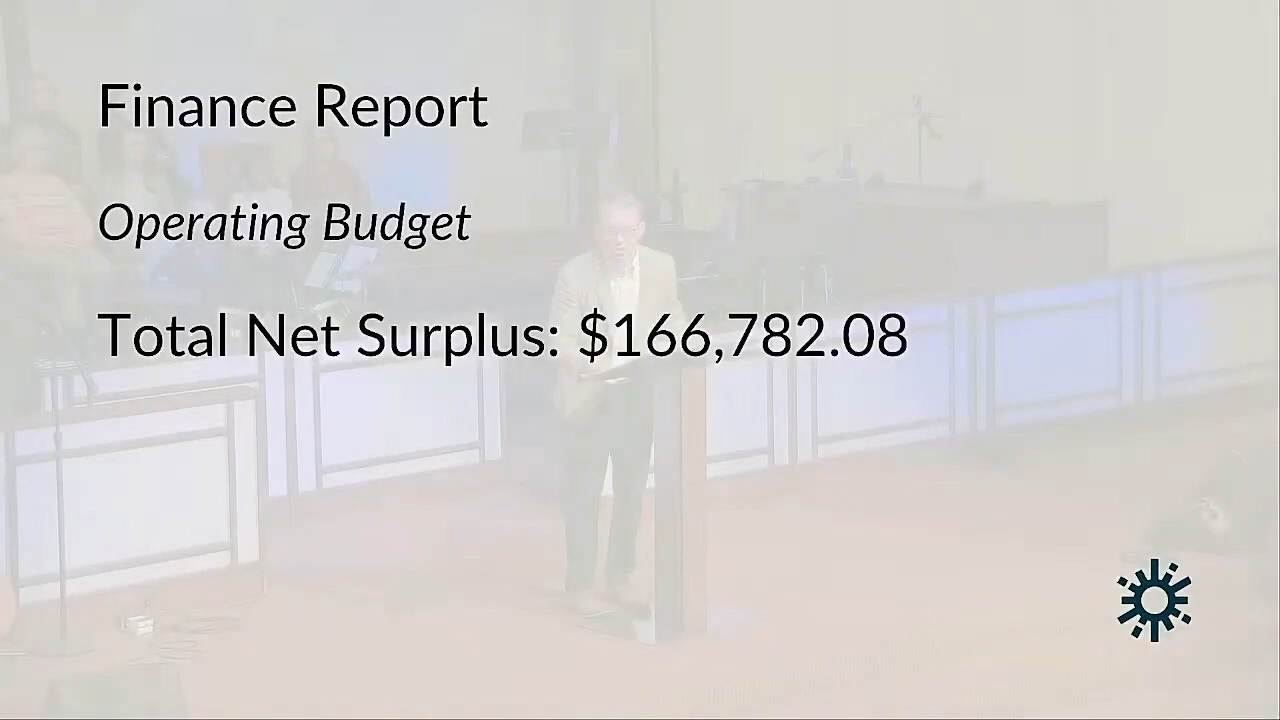 Finance Report
Operating Budget
Total Net Surplus: $166,782.08